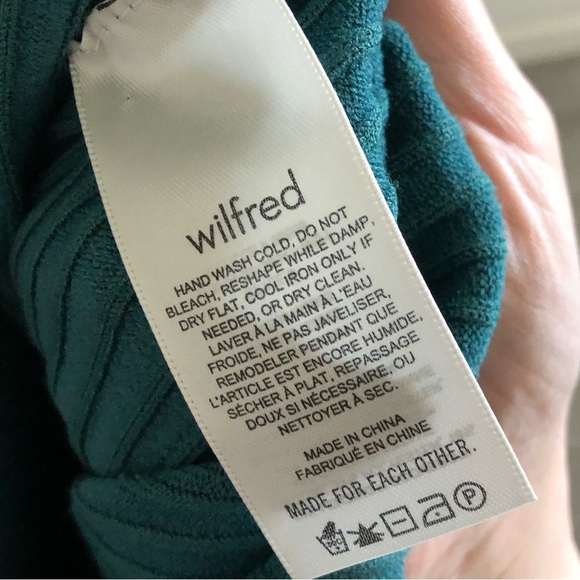 wilfred
HAND WASH COLD, DO NOT
BLEACH, RESHAPE WHILE DAMP,
DRY FLAT. COOL IRON ONLY IF
NEEDED, OR DRY CLEAN.
LAVER À LA MAIN À L'EAU
FROIDE, NE PAS JAVELISER,
REMODELER PENDANT QUE
L'ARTICLE EST ENCORE HUMIDE,
SÉCHER À PLAT, REPASSAGE
DOUX SI NÉCESSAIRE, OU
NETTOYER À SEC.
MADE IN CHINA
FABRIQUÉ EN CHINE
MADE FOR EACH OTHER.
P